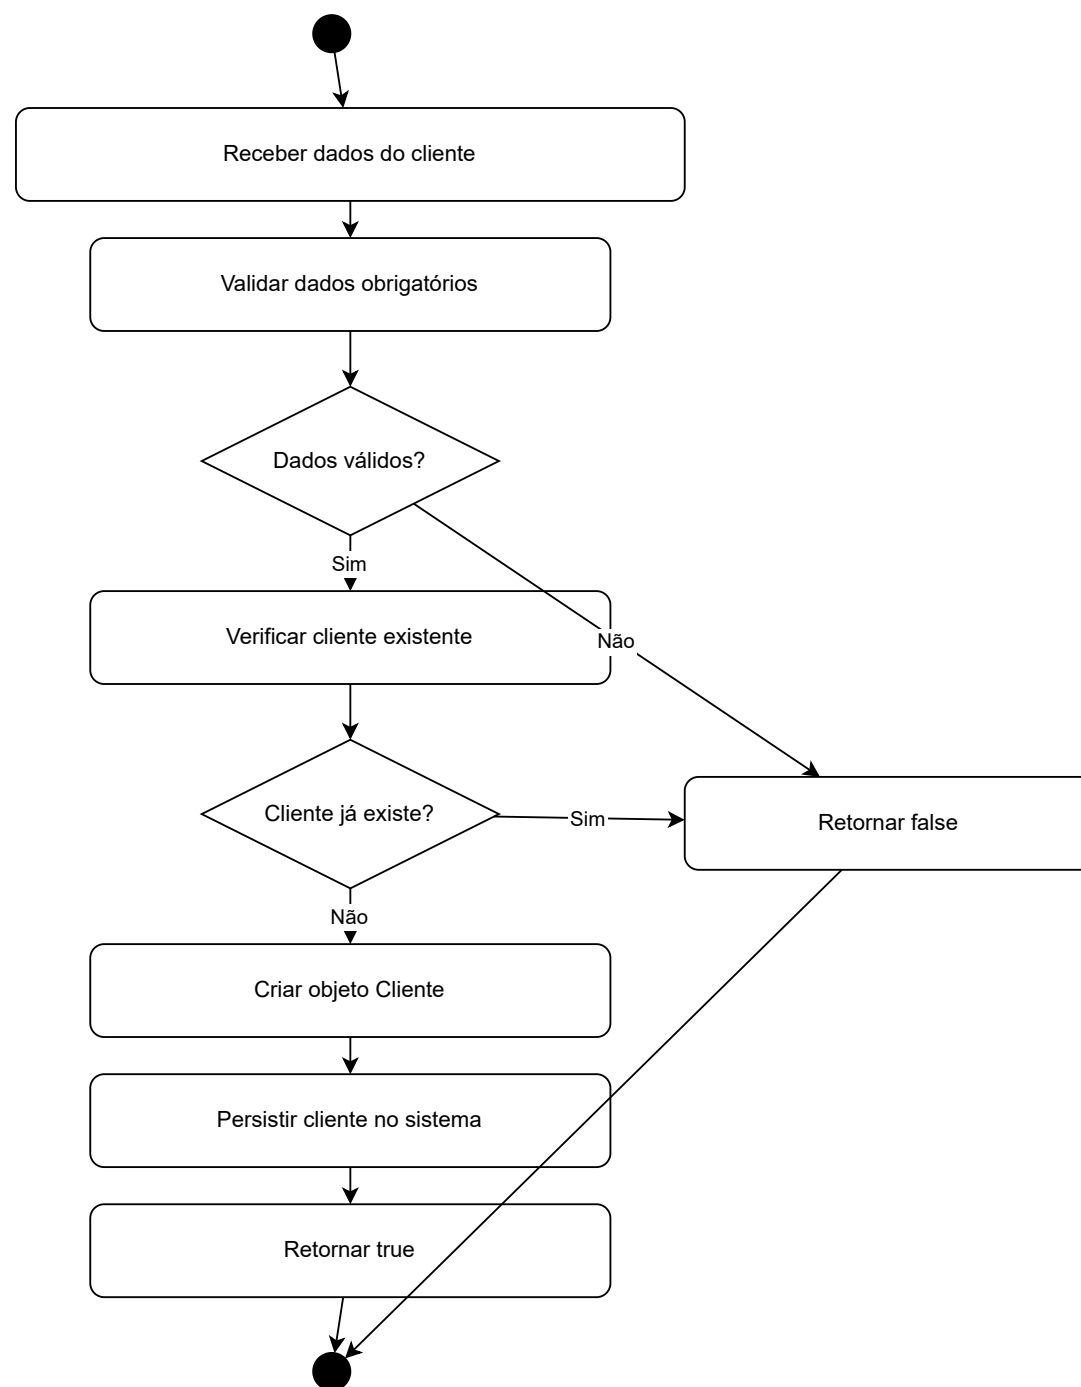 Receber dados do cliente
Validar dados obrigatórios
Dados válidos?
Sim
Verificar cliente existente
Não
Cliente já existe?
Sim
Retornar false
Não
Criar objeto Cliente
Persistir cliente no sistema
Retornar true